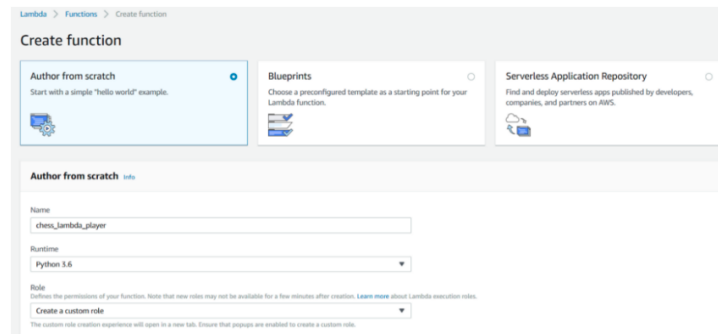 Lambda > Functions > Create function
Create function
Author from scratch
Start with a simple "hello world" example.
Blueprints
Choose a preconfigured template as a starting point for your
Lambda function.
Serverless Application Repository
Find and deploy serverless apps published by developers,
companies, and partners on AWS.
Author from scratch Info
Name
chess_lambda_player
Runtime
Python 3.6
Role
Defines the permissions of your function. Note that new roles may not be available for a few minutes after creation. Learn more about Lambda execution roles.
Create a custom role
The custom role creation experience will open in a new tab. Ensure that popups are enabled to create a custom role.